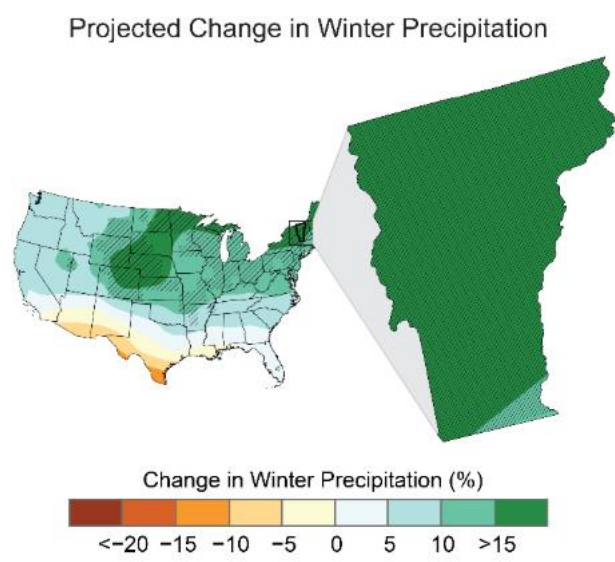 Projected Change in Winter Precipitation
Change in Winter Precipitation (%)
<−20 −15 −10 −5 0 5 10 >15